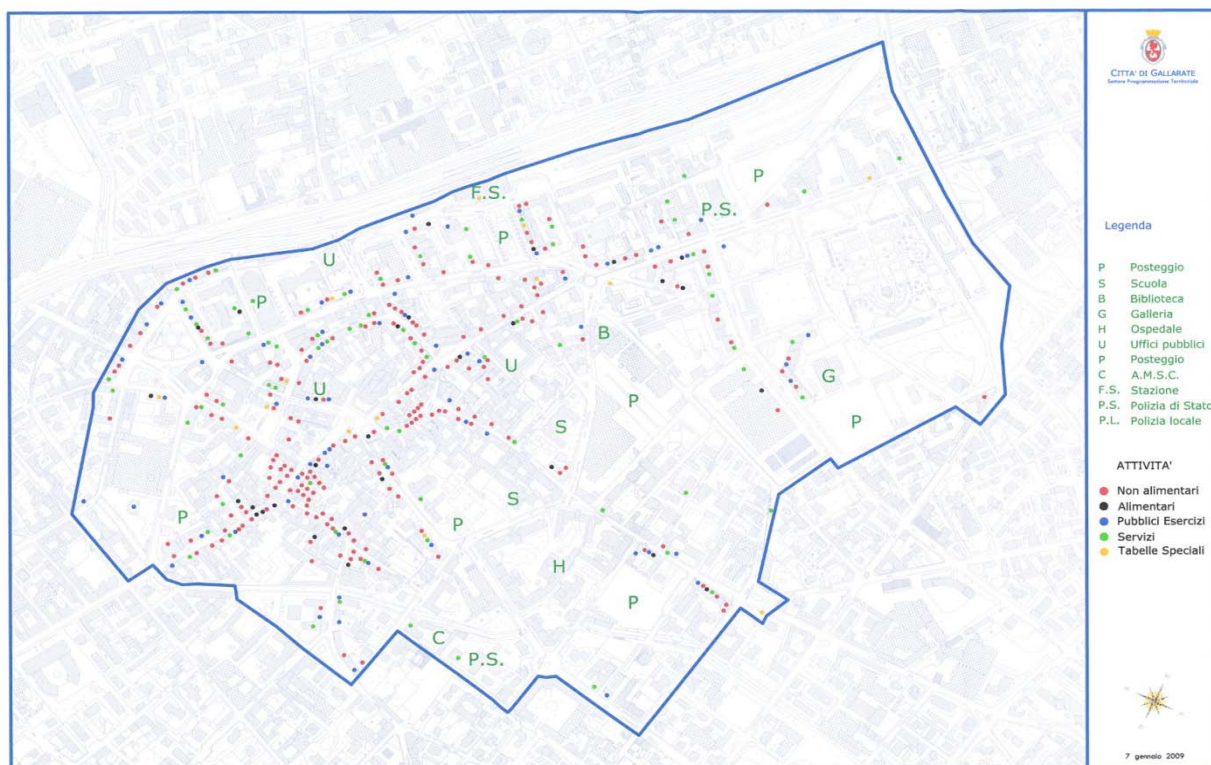 CITTA' DI GALLARATE
Settore Programmazione Territoriale
F.S.
P
P.S.
P
U
P
B
U
U
G
P
P
S
S
P
P
H
P
C
P.S.
Legenda
P Posteggio
S Scuola
B Biblioteca
G Galleria
H Ospedale
U Uffici pubblici
P Posteggio
C A.M.S.C.
F.S. Stazione
P.S. Polizia di Stato
P.L. Polizia locale
ATTIVITA'
Non alimentari
Alimentari
Pubblici Esercizi
Servizi
Tabelle Speciali
7 gennaio 2009